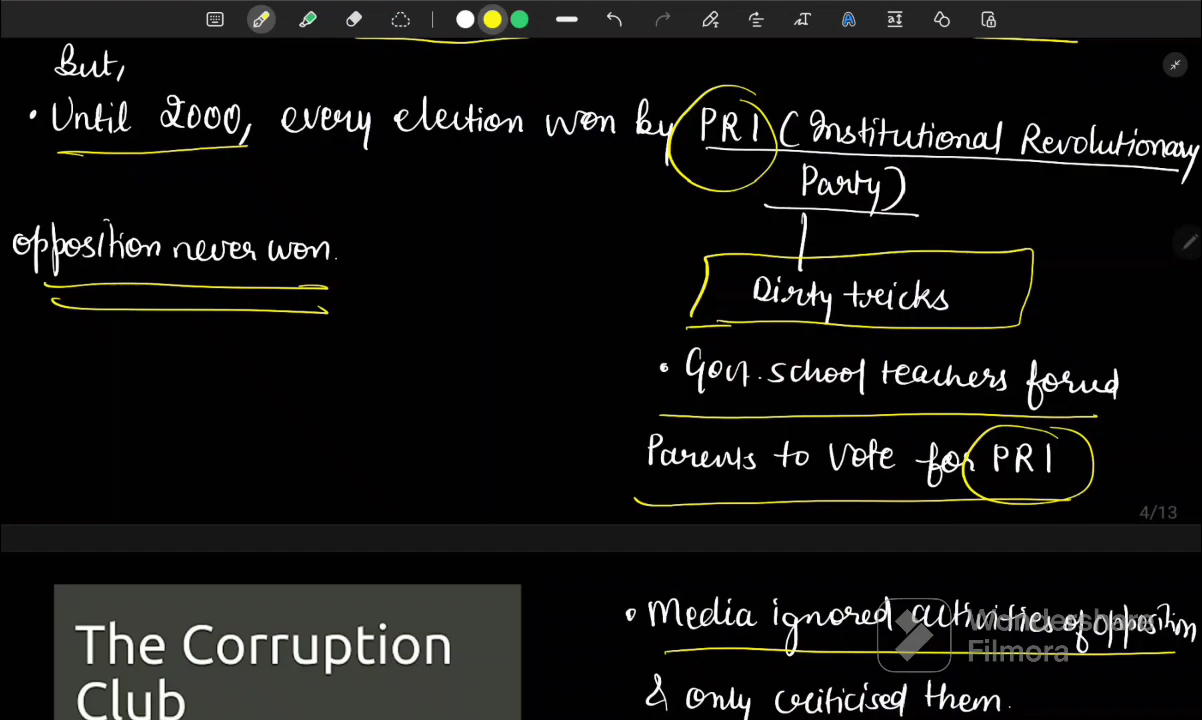 But,
• Until 2000, every election won by PRI (Institutional Revolutionary
Party)
opposition never won.
Dirty tricks
• Govt. school teachers forced
Parents to vote for PRI
4/13
The Corruption
Club
• Media ignored activities of opposition
& only criticised them.
Wondershare
Filmora